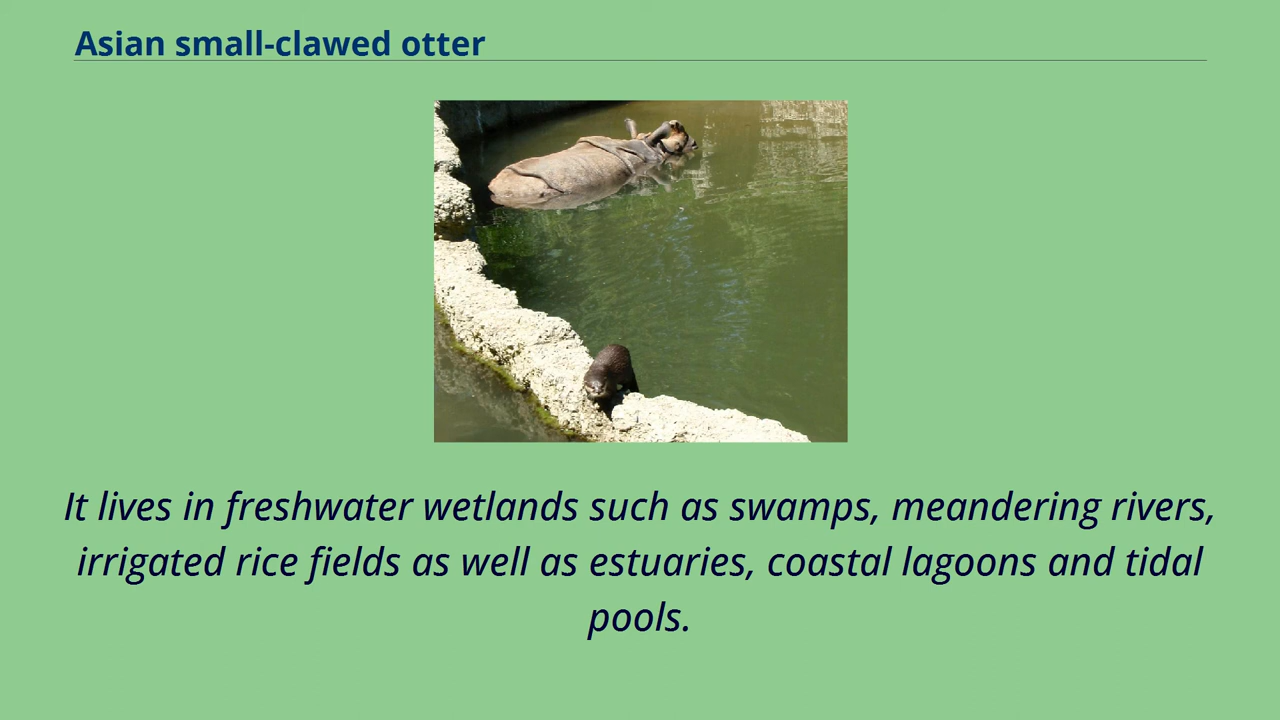 Asian small-clawed otter
It lives in freshwater wetlands such as swamps, meandering rivers,
irrigated rice fields as well as estuaries, coastal lagoons and tidal
pools.